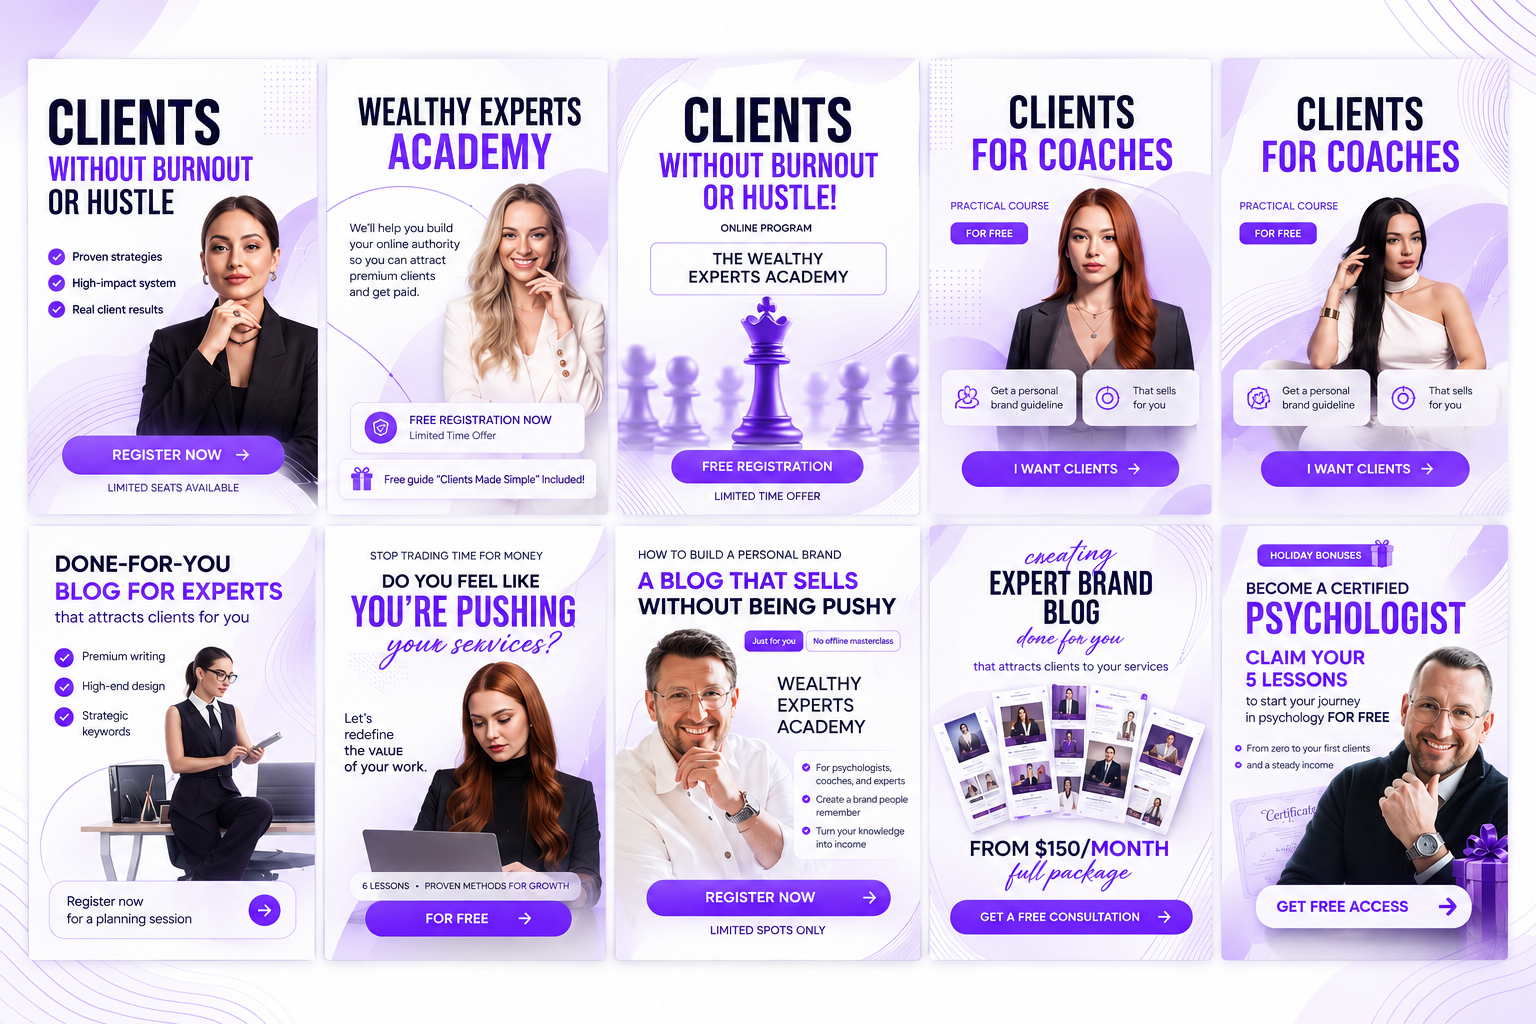 CLIENTS
WITHOUT BURNOUT
OR HUSTLE
Proven strategies
High-impact system
Real client results
REGISTER NOW
LIMITED SEATS AVAILABLE
WEALTHY EXPERTS
ACADEMY
We'll help you build
your online authority
so you can attract
premium clients
and get paid.
FREE REGISTRATION NOW
Limited Time Offer
Free guide "Clients Made Simple" Included!
CLIENTS
WITHOUT BURNOUT
OR HUSTLE!
ONLINE PROGRAM
THE WEALTHY
EXPERTS ACADEMY
FREE REGISTRATION
LIMITED TIME OFFER
CLIENTS
FOR COACHES
PRACTICAL COURSE
FOR FREE
Get a personal
brand guideline
That sells
for you
I WANT CLIENTS
CLIENTS
FOR COACHES
PRACTICAL COURSE
FOR FREE
Get a personal
brand guideline
That sells
for you
I WANT CLIENTS
DONE-FOR-YOU
BLOG FOR EXPERTS
that attracts clients for you
Premium writing
High-end design
Strategic
keywords
Register now
for a planning session
STOP TRADING TIME FOR MONEY
DO YOU FEEL LIKE
YOU'RE PUSHING
your services?
Let's
redefine
the VALUE
of your work.
6 LESSONS • PROVEN METHODS FOR GROWTH
FOR FREE
HOW TO BUILD A PERSONAL BRAND
A BLOG THAT SELLS
WITHOUT BEING PUSHY
Just for you
No offline masterclass
WEALTHY
EXPERTS
ACADEMY
For psychologists,
coaches, and experts
Create a brand people
remember
Turn your knowledge
into income
REGISTER NOW
LIMITED SPOTS ONLY
creating
EXPERT BRAND
BLOG
done for you
that attracts clients to your services
FROM $150/MONTH
full package
GET A FREE CONSULTATION
HOLIDAY BONUSES
BECOME A CERTIFIED
PSYCHOLOGIST
CLAIM YOUR
5 LESSONS
to start your journey
in psychology FOR FREE
From zero to your first clients
and a steady income
Certificate
GET FREE ACCESS